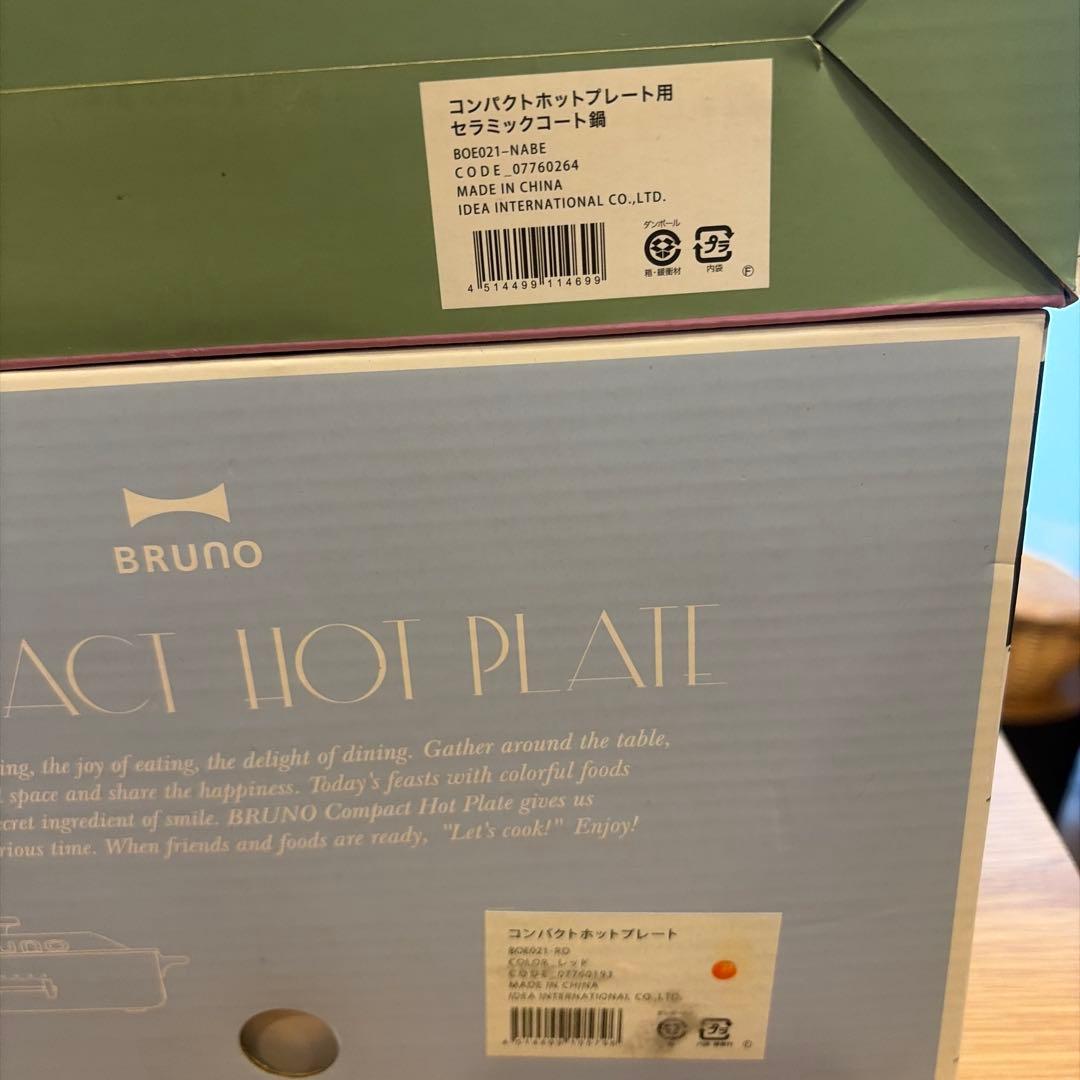 コンパクトホットプレート用
セラミックコート鍋
BOE021-NABE
CODE_07760264
MADE IN CHINA
IDEA INTERNATIONAL CO.,LTD.
4 514499 114699
ダンボール
箱・緩衝材
プラ
内袋
F
BRUNO
ACT HOT PLATE
ing, the joy of eating, the delight of dining. Gather around the table,
space and share the happiness. Today's feasts with colorful foods
cret ingredient of smile. BRUNO Compact Hot Plate gives us
rious time. When friends and foods are ready, "Let's cook!" Enjoy!
コンパクトホットプレート
BOE021-RD
COLOR_レッド
CODE_07760193
MADE IN CHINA
IDEA INTERNATIONAL CO.,LTD.
プラ